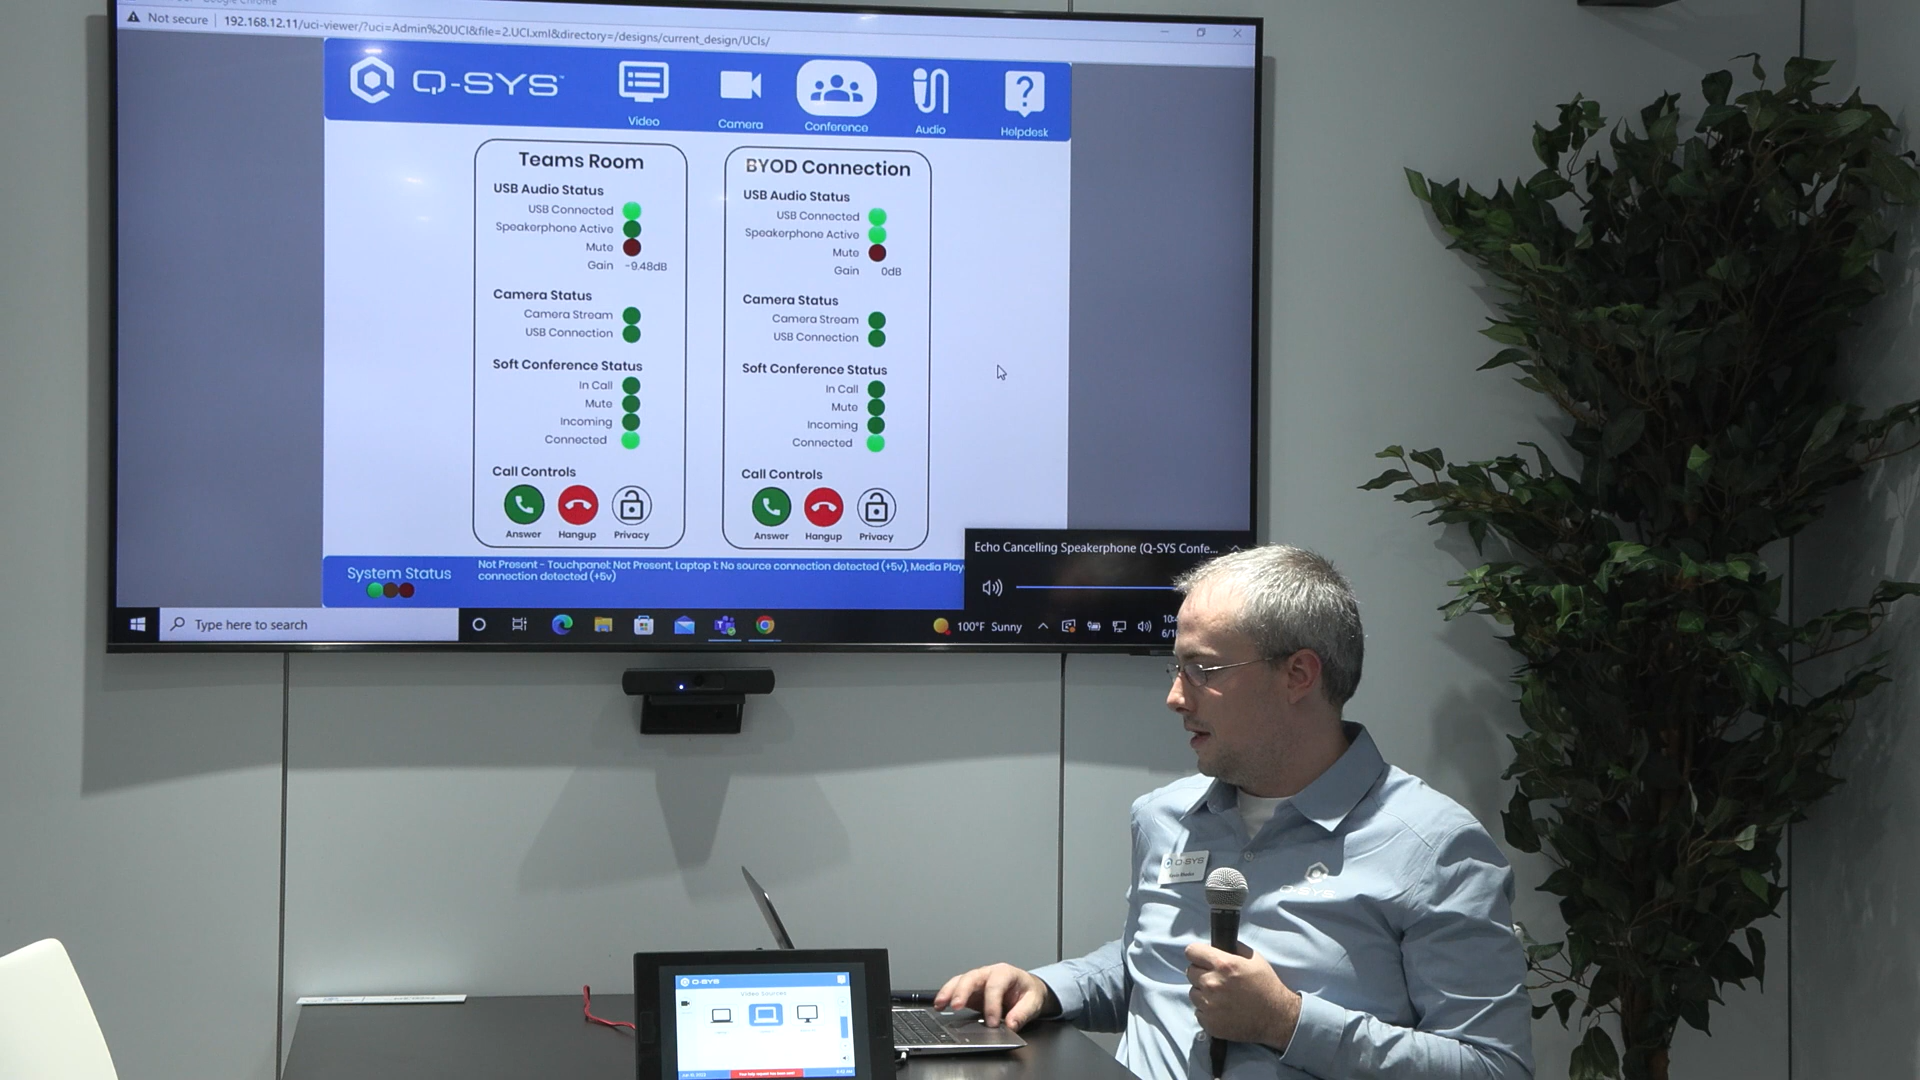 Not secure 192.168.12.11/uci-viewer/?uci=Admin%20UCI&file=2.UCI.xml&directory=/designs/current_design/UCIs/
Q-SYS
Video
Camera
Conference
Audio
Helpdesk
Teams Room
USB Audio Status
USB Connected
Speakerphone Active
Mute
Gain -9.48dB
Camera Status
Camera Stream
USB Connection
Soft Conference Status
In Call
Mute
Incoming
Connected
Call Controls
Answer Hangup Privacy
BYOD Connection
USB Audio Status
USB Connected
Speakerphone Active
Mute
Gain 0dB
Camera Status
Camera Stream
USB Connection
Soft Conference Status
In Call
Mute
Incoming
Connected
Call Controls
Answer Hangup Privacy
System Status
Not Present - Touchpanel: Not Present, Laptop 1: No source connection detected (+5v), Media Play
connection detected (+5v)
Echo Cancelling Speakerphone (Q-SYS Confe...
Type here to search
100°F Sunny
Q-SYS
Q-SYS
Q-SYS
Video Sources